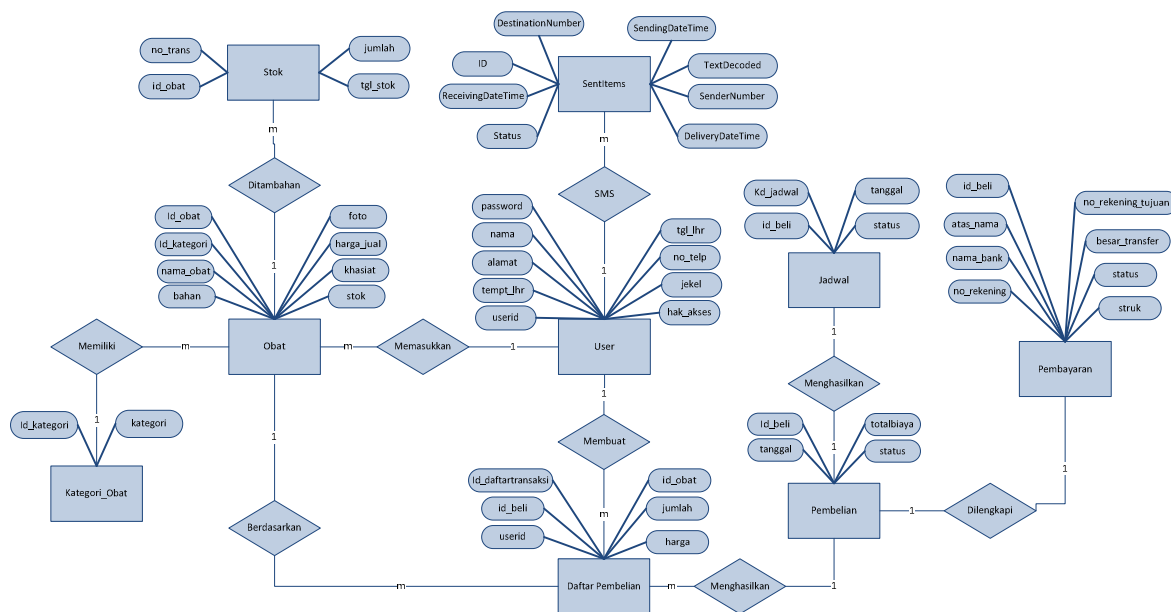 DestinationNumber
SendingDateTime
no_trans
jumlah
Stok
ID
TextDecoded
SentItems
id_obat
tgl_stok
ReceivingDateTime
SenderNumber
Status
DeliveryDateTime
m
m
Ditambahan
SMS
Kd_jadwal
tanggal
id_beli
no_rekening_tujuan
password
Id_obat
foto
nama
tgl_lhr
id_beli
status
atas_nama
Id_kategori
harga_jual
no_telp
besar_transfer
alamat
nama_bank
nama_obat
khasiat
1
1
Jadwal
status
tempt_lhr
jekel
no_rekening
bahan
stok
struk
userid
hak_akses
1
Memiliki
m
Obat
m
Memasukkan
1
User
Pembayaran
Menghasilkan
1
1
Id_kategori
kategori
Id_beli
totalbiaya
Membuat
1
tanggal
status
1
1
Id_daftartransaksi
id_obat
Kategori_Obat
id_beli
jumlah
Pembelian
1
Dilengkapi
m
Berdasarkan
userid
harga
m
Daftar Pembelian
m
Menghasilkan
1